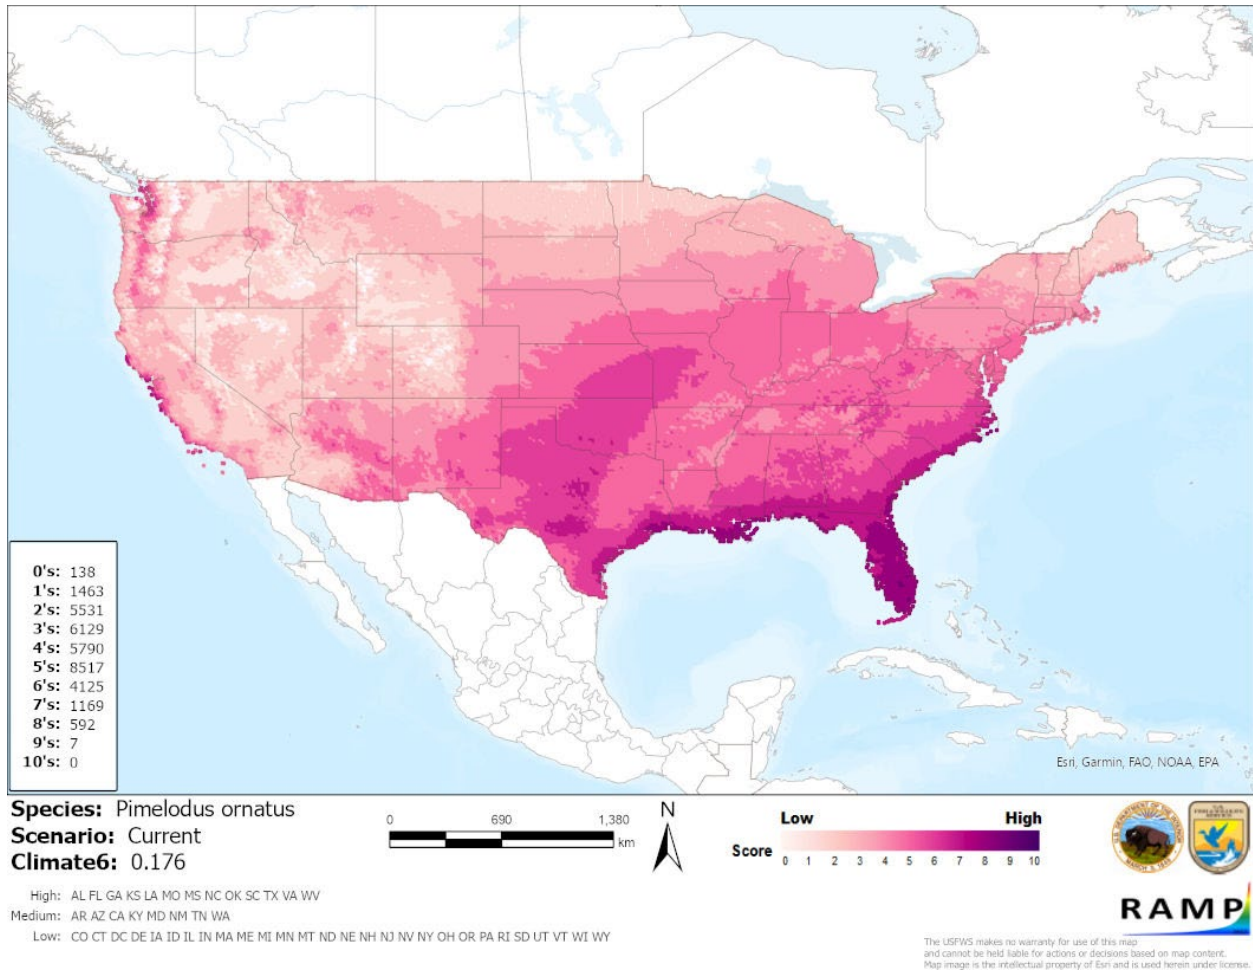 0's: 138
1's: 1463
2's: 5531
3's: 6129
4's: 5790
5's: 8517
6's: 4125
7's: 1169
8's: 592
9's: 7
10's: 0
Esri, Garmin, FAO, NOAA, EPA
Species: Pimelodus ornatus
Scenario: Current
Climate6: 0.176
High: AL FL GA KS LA MO MS NC OK SC TX VA WV
Medium: AR AZ CA KY MD NM TN WA
Low: CO CT DC DE IA ID IL IN MA ME MI MN MT ND NE NH NJ NV NY OH OR PA RI SD UT VT WI WY
0 690 1,380
km
N
Low High
Score 0 1 2 3 4 5 6 7 8 9 10
RAMP
The USFWS makes no warranty for use of this map
and cannot be held liable for actions or decisions based on map content.
Map image is the intellectual property of Esri and is used herein under license.